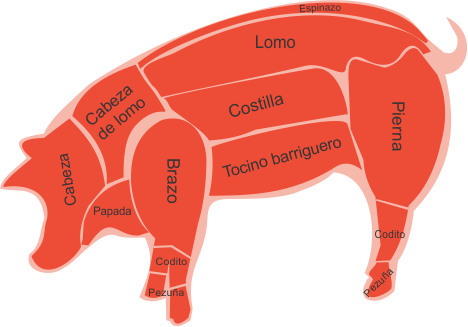 Espinazo
Lomo
Cabeza
de lomo
Costilla
Pierna
Tocino barriguero
Cabeza
Brazo
Papada
Codito
Codito
Pezuña
Pezuña